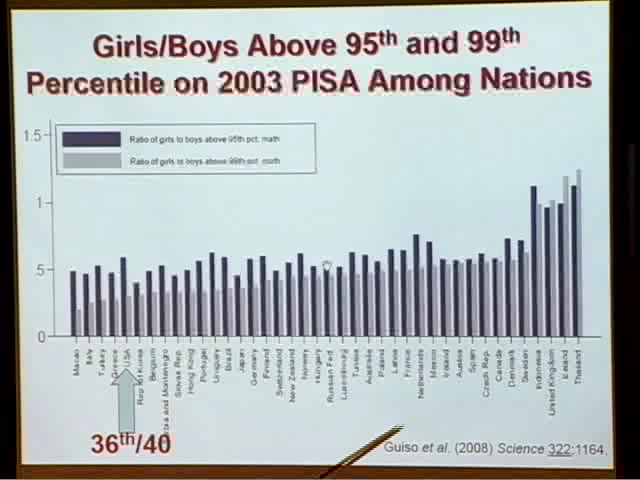 Girls/Boys Above 95th and 99th
Percentile on 2003 PISA Among Nations
1.5
Ratio of girls to boys above 95th pct. math
Ratio of girls to boys above 99th pct. math
1
.5
0
Macao
Italy
Turkey
Greece
USA
Rep. of Korea
Belgium
and Montenegro
Slovak Rep.
Hong Kong
Portugal
Uruguay
Brazil
Japan
Germany
Finland
Switzerland
New Zealand
Norway
Hungary
Russian Fed.
Luxembourg
Tunisia
Australia
Poland
Latvia
France
Netherlands
Mexico
Ireland
Austria
Spain
Czech Rep.
Canada
Denmark
Sweden
Indonesia
United Kingdom
Iceland
Thailand
36th/40
Guiso et al. (2008) Science 322:1164.